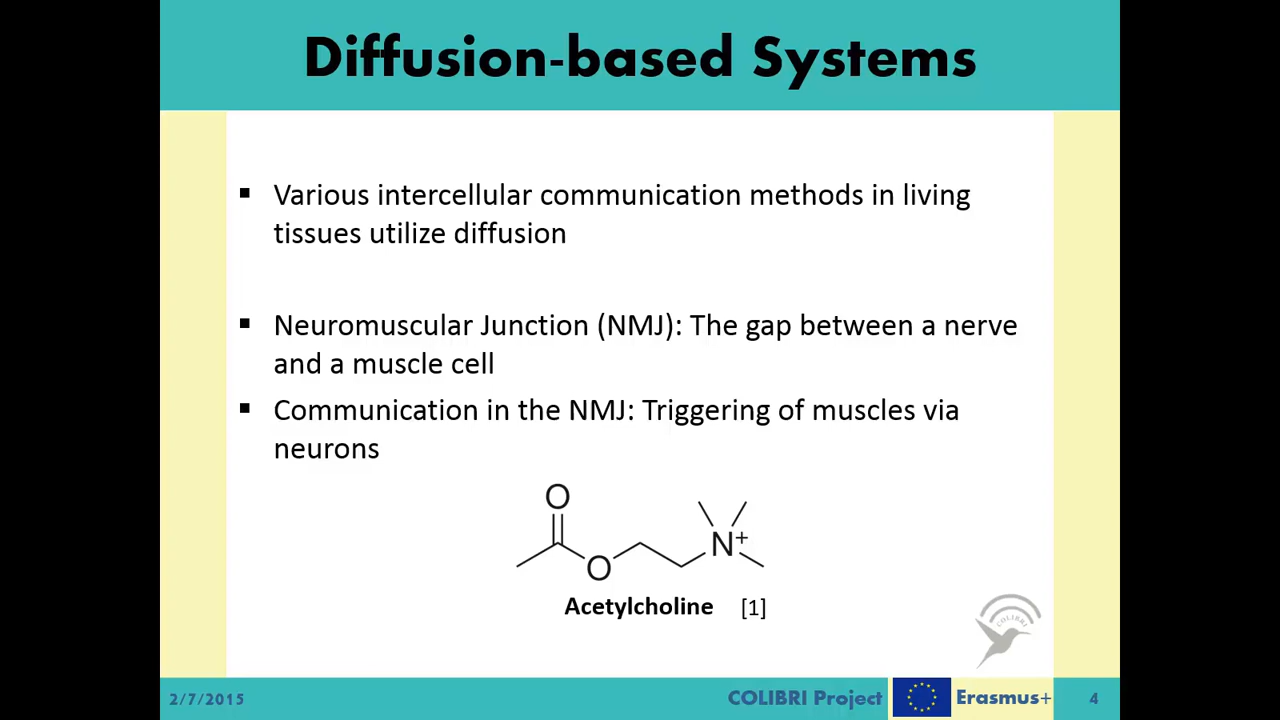 Diffusion-based Systems
▪ Various intercellular communication methods in living
tissues utilize diffusion
▪ Neuromuscular Junction (NMJ): The gap between a nerve
and a muscle cell
▪ Communication in the NMJ: Triggering of muscles via
neurons
O
O
N+
Acetylcholine [1]
COLIBRI
2/7/2015 COLIBRI Project Erasmus+ 4